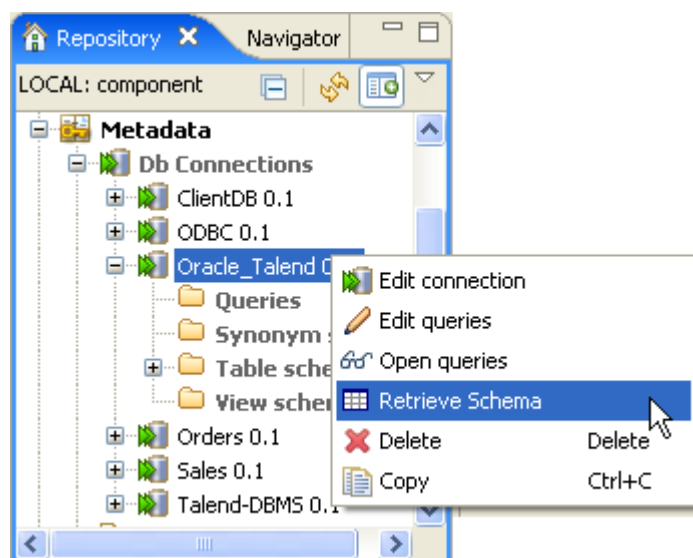 Repository
Navigator
LOCAL: component
Metadata
Db Connections
ClientDB 0.1
ODBC 0.1
Oracle_Talend
Edit connection
Queries
Edit queries
Synonym
Open queries
Table sche
Retrieve Schema
View scher
Orders 0.1
Delete Delete
Sales 0.1
Copy Ctrl+C
Talend-DBMS 0.1